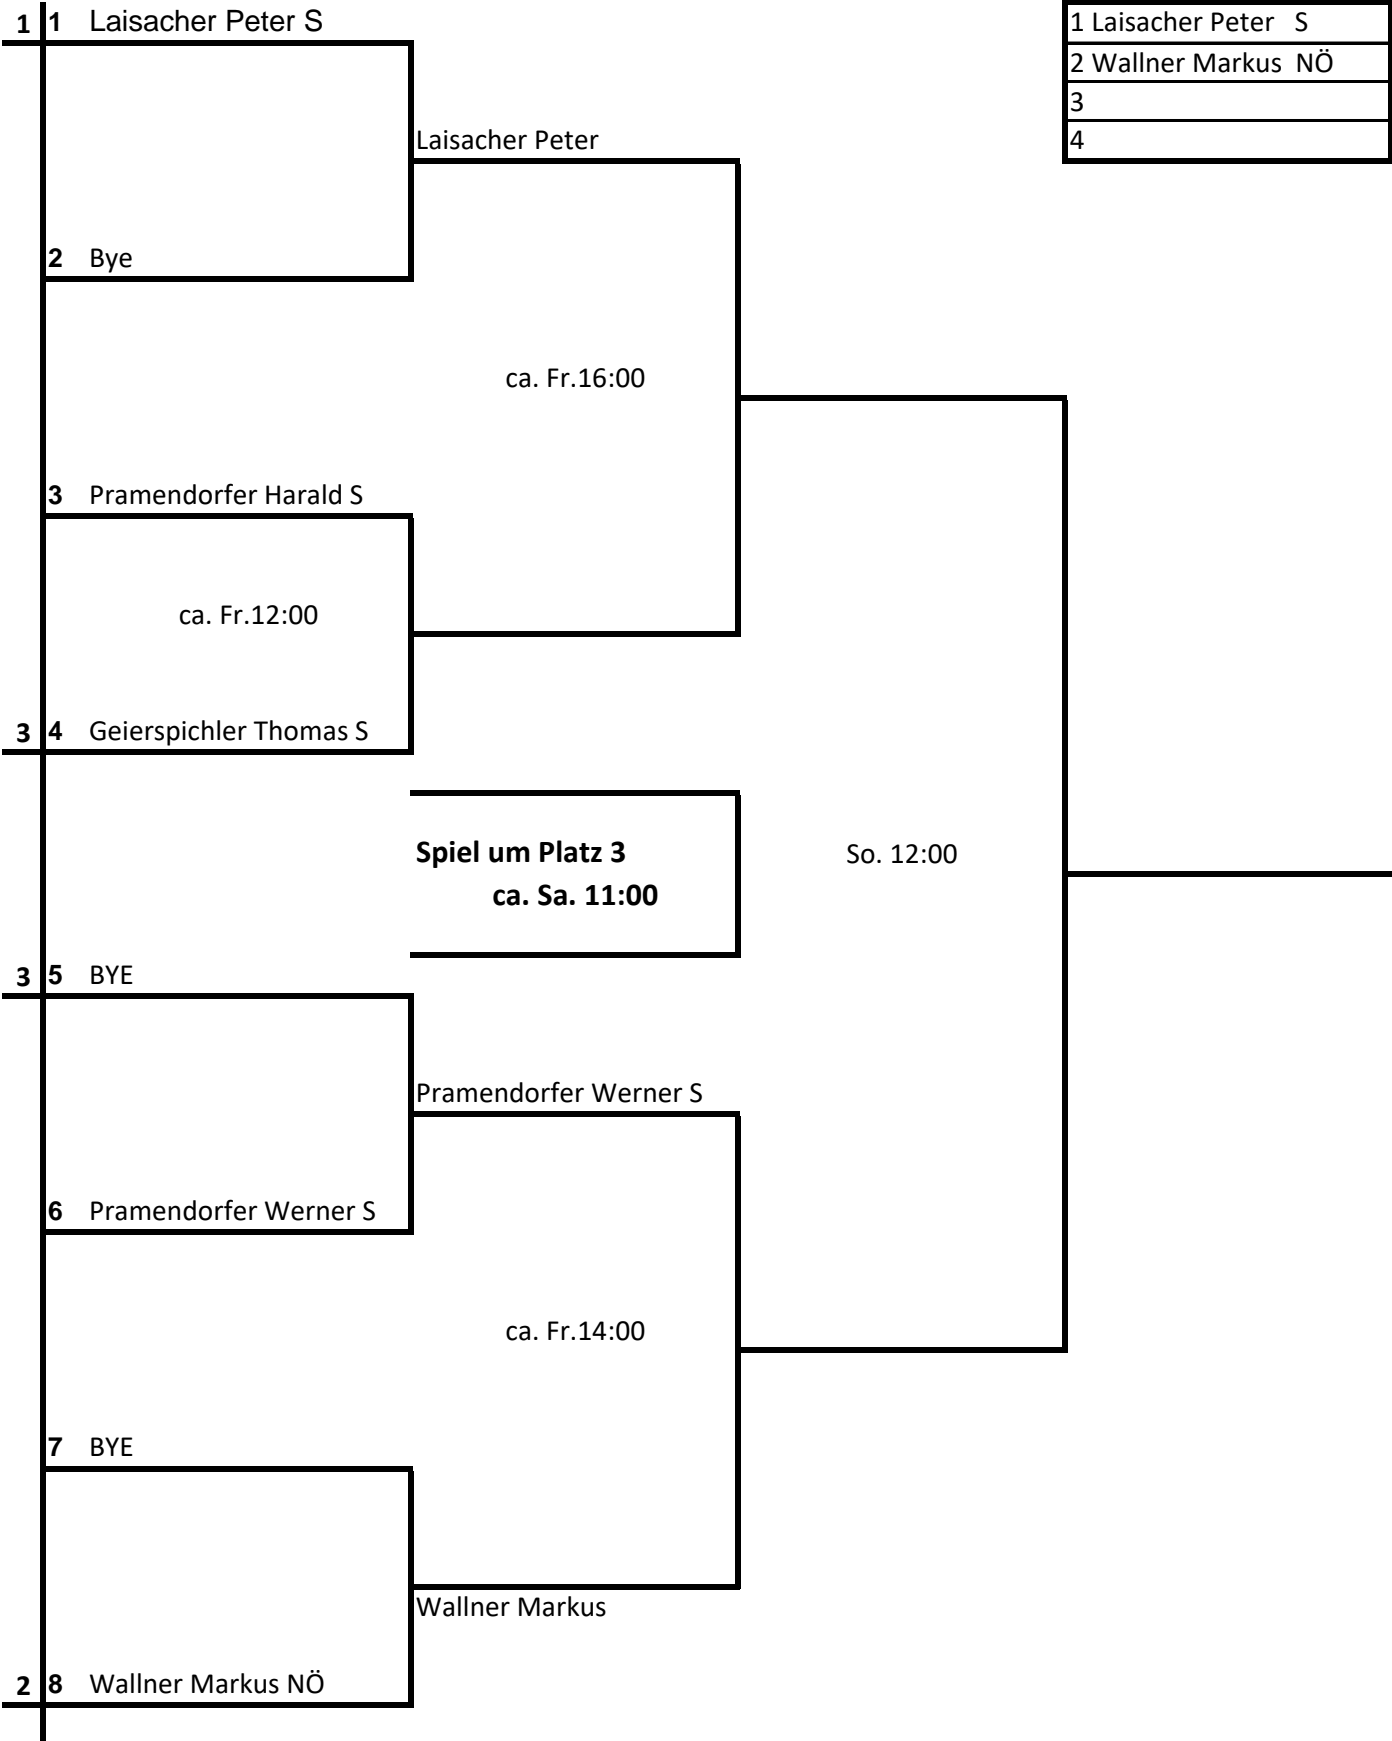 1 1 Laisacher Peter S
1 Laisacher Peter S
2 Wallner Markus NÖ
3
4
Laisacher Peter
2 Bye
ca. Fr.16:00
3 Pramendorfer Harald S
ca. Fr.12:00
3 4 Geierspichler Thomas S
Spiel um Platz 3
ca. Sa. 11:00
So. 12:00
3 5 BYE
Pramendorfer Werner S
6 Pramendorfer Werner S
ca. Fr.14:00
7 BYE
Wallner Markus
2 8 Wallner Markus NÖ